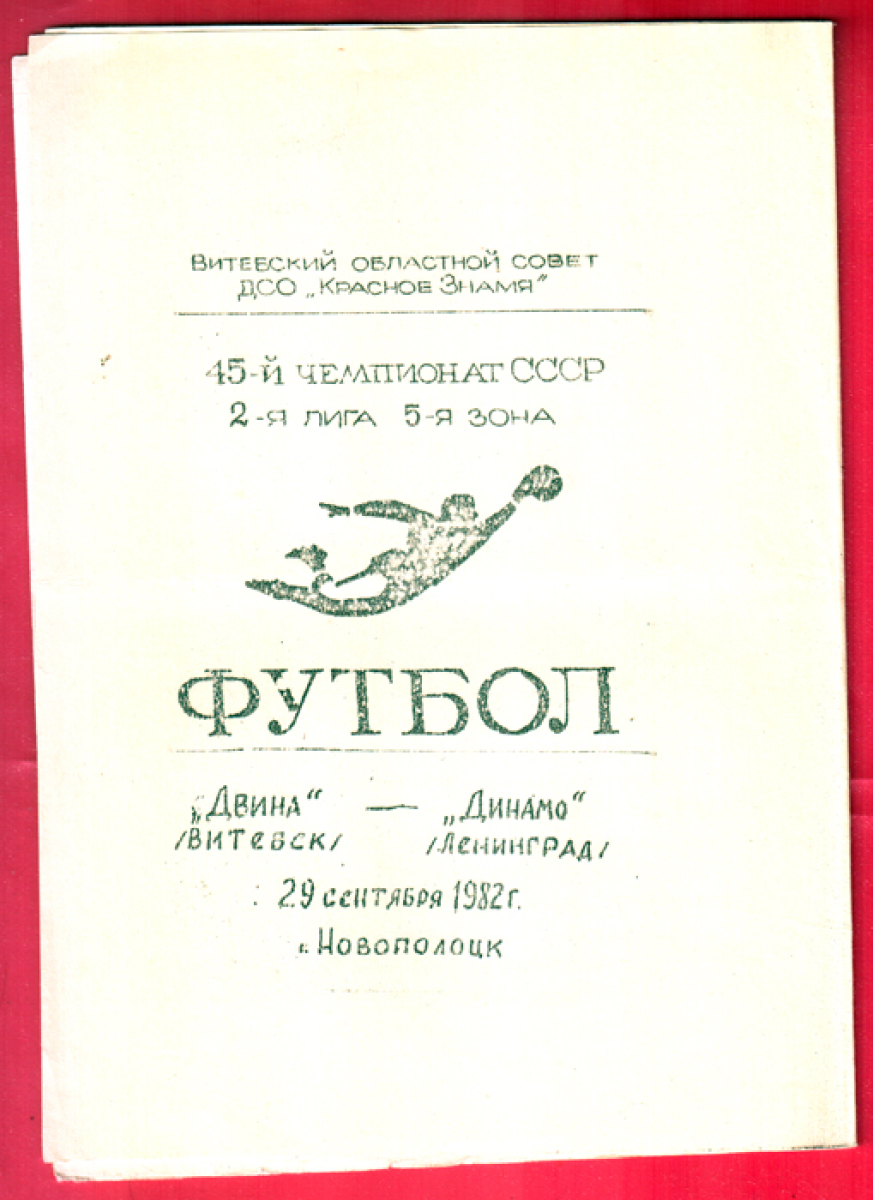 Витебский областной совет
ДСО „Красное Знамя"
45-й чемпионат СССР
2-я лига 5-я зона
ФУТБОЛ
„Двина" — „Динамо"
/Витебск/ /Ленинград/
29 сентября 1982 г.
г. Новополоцк